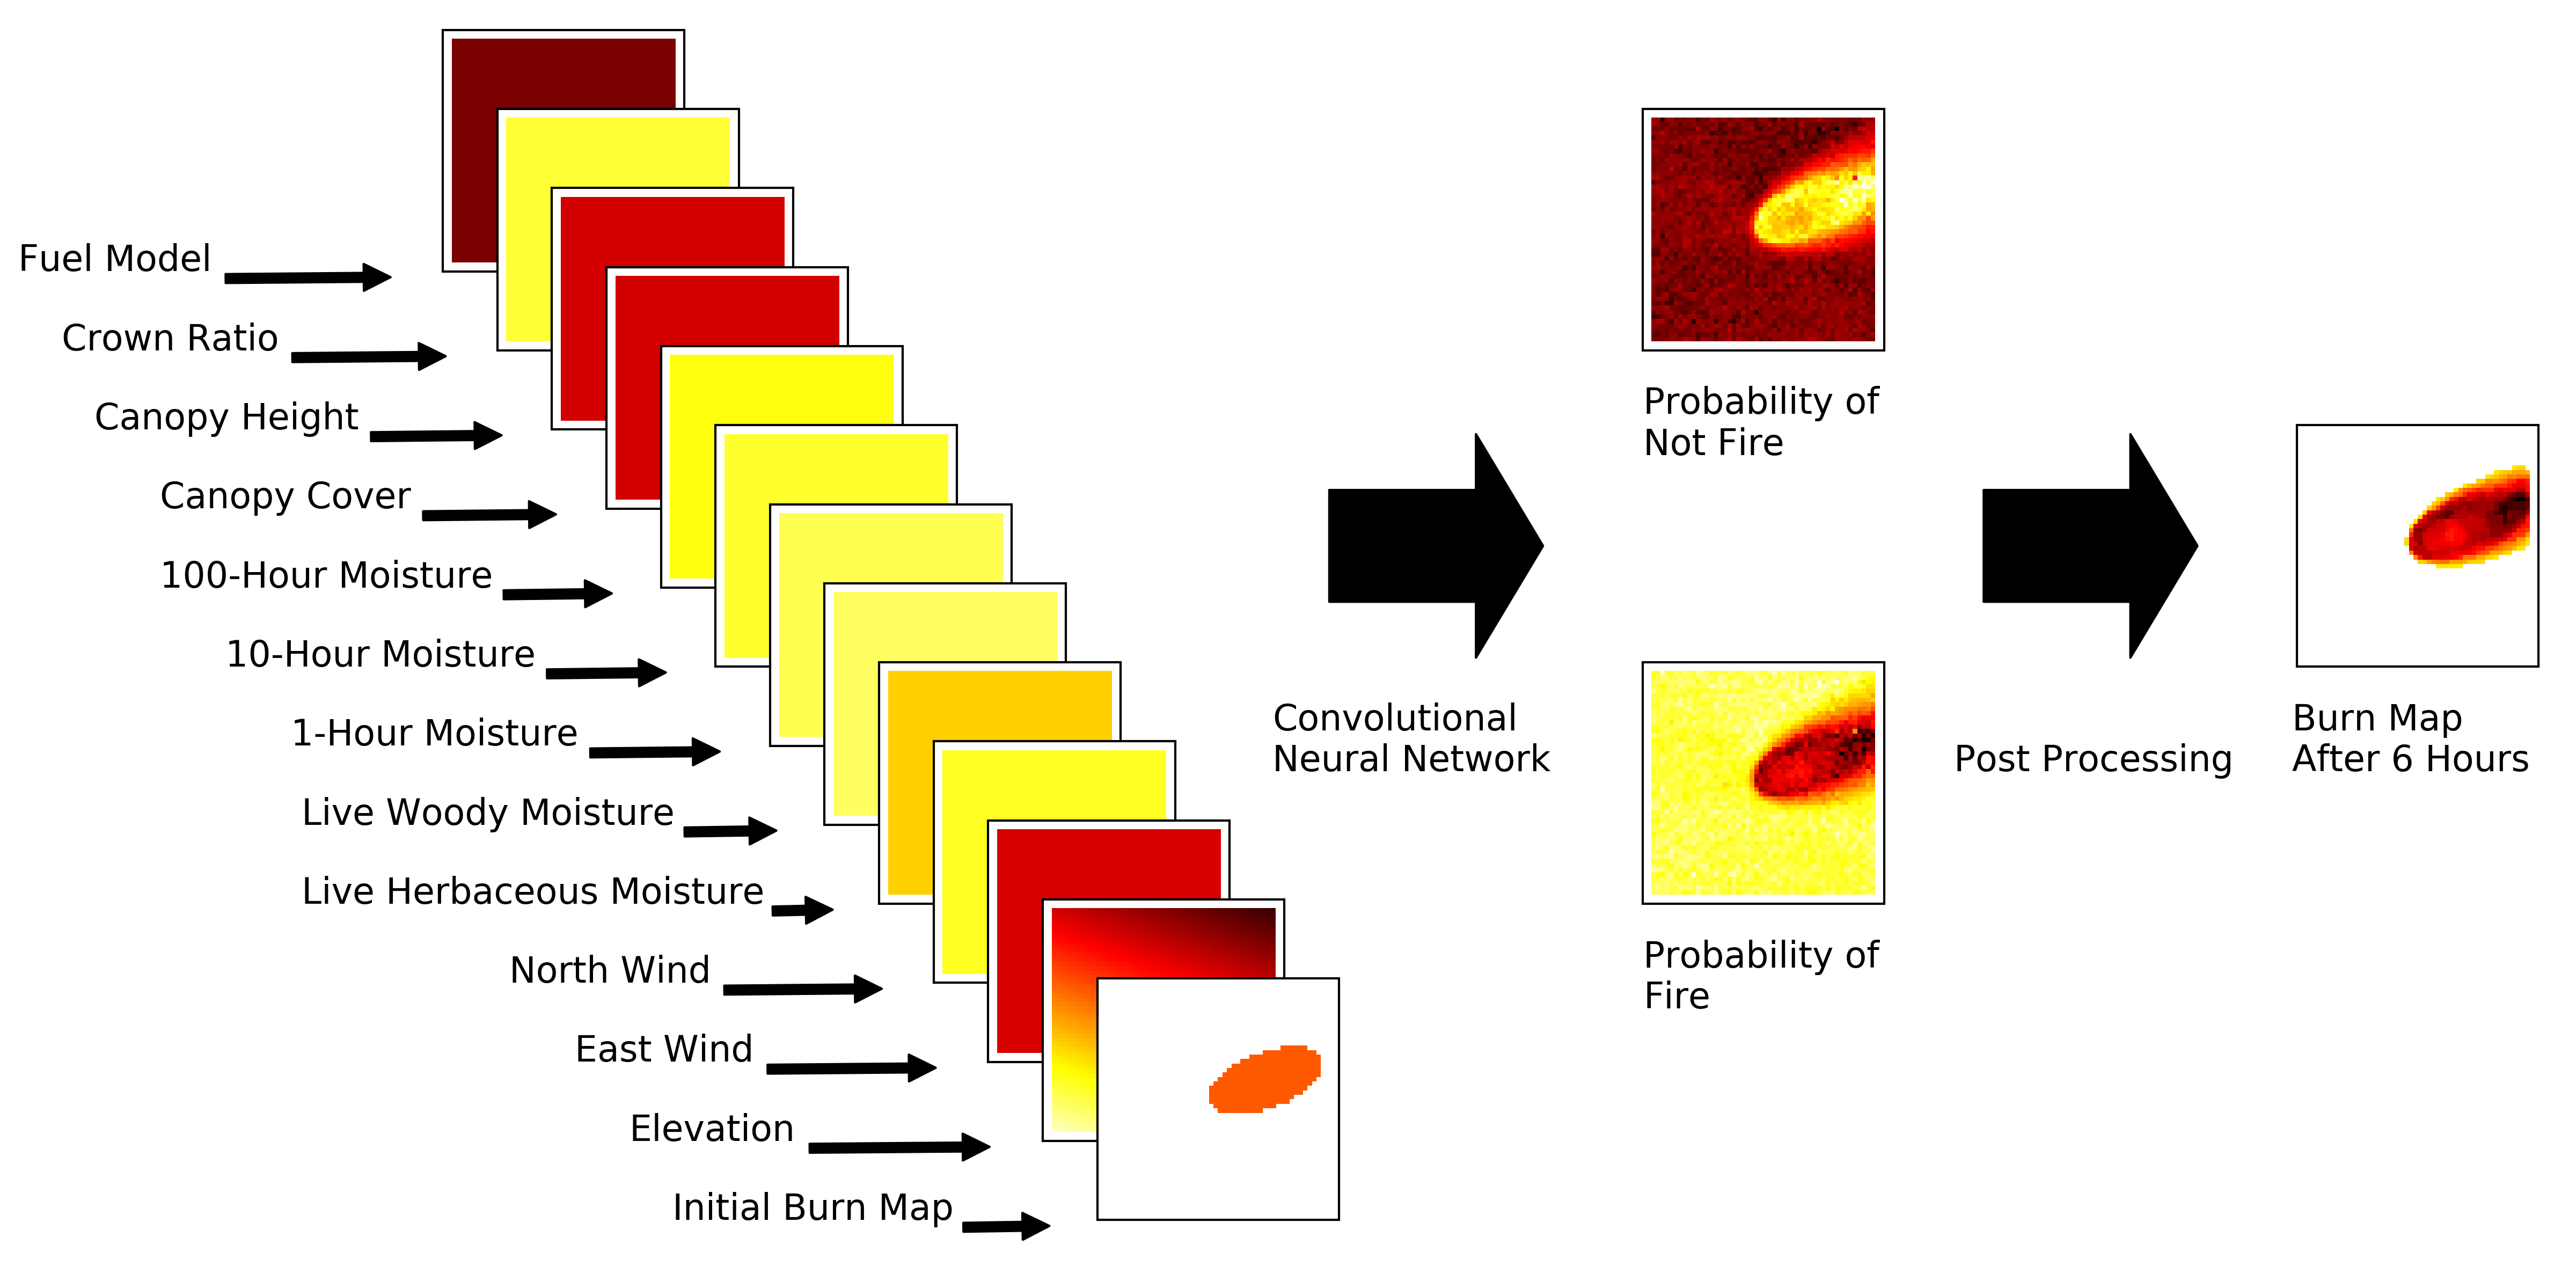 Fuel Model
Crown Ratio
Canopy Height
Canopy Cover
100-Hour Moisture
10-Hour Moisture
1-Hour Moisture
Live Woody Moisture
Live Herbaceous Moisture
North Wind
East Wind
Elevation
Initial Burn Map
Convolutional
Neural Network
Probability of
Not Fire
Probability of
Fire
Post Processing
Burn Map
After 6 Hours